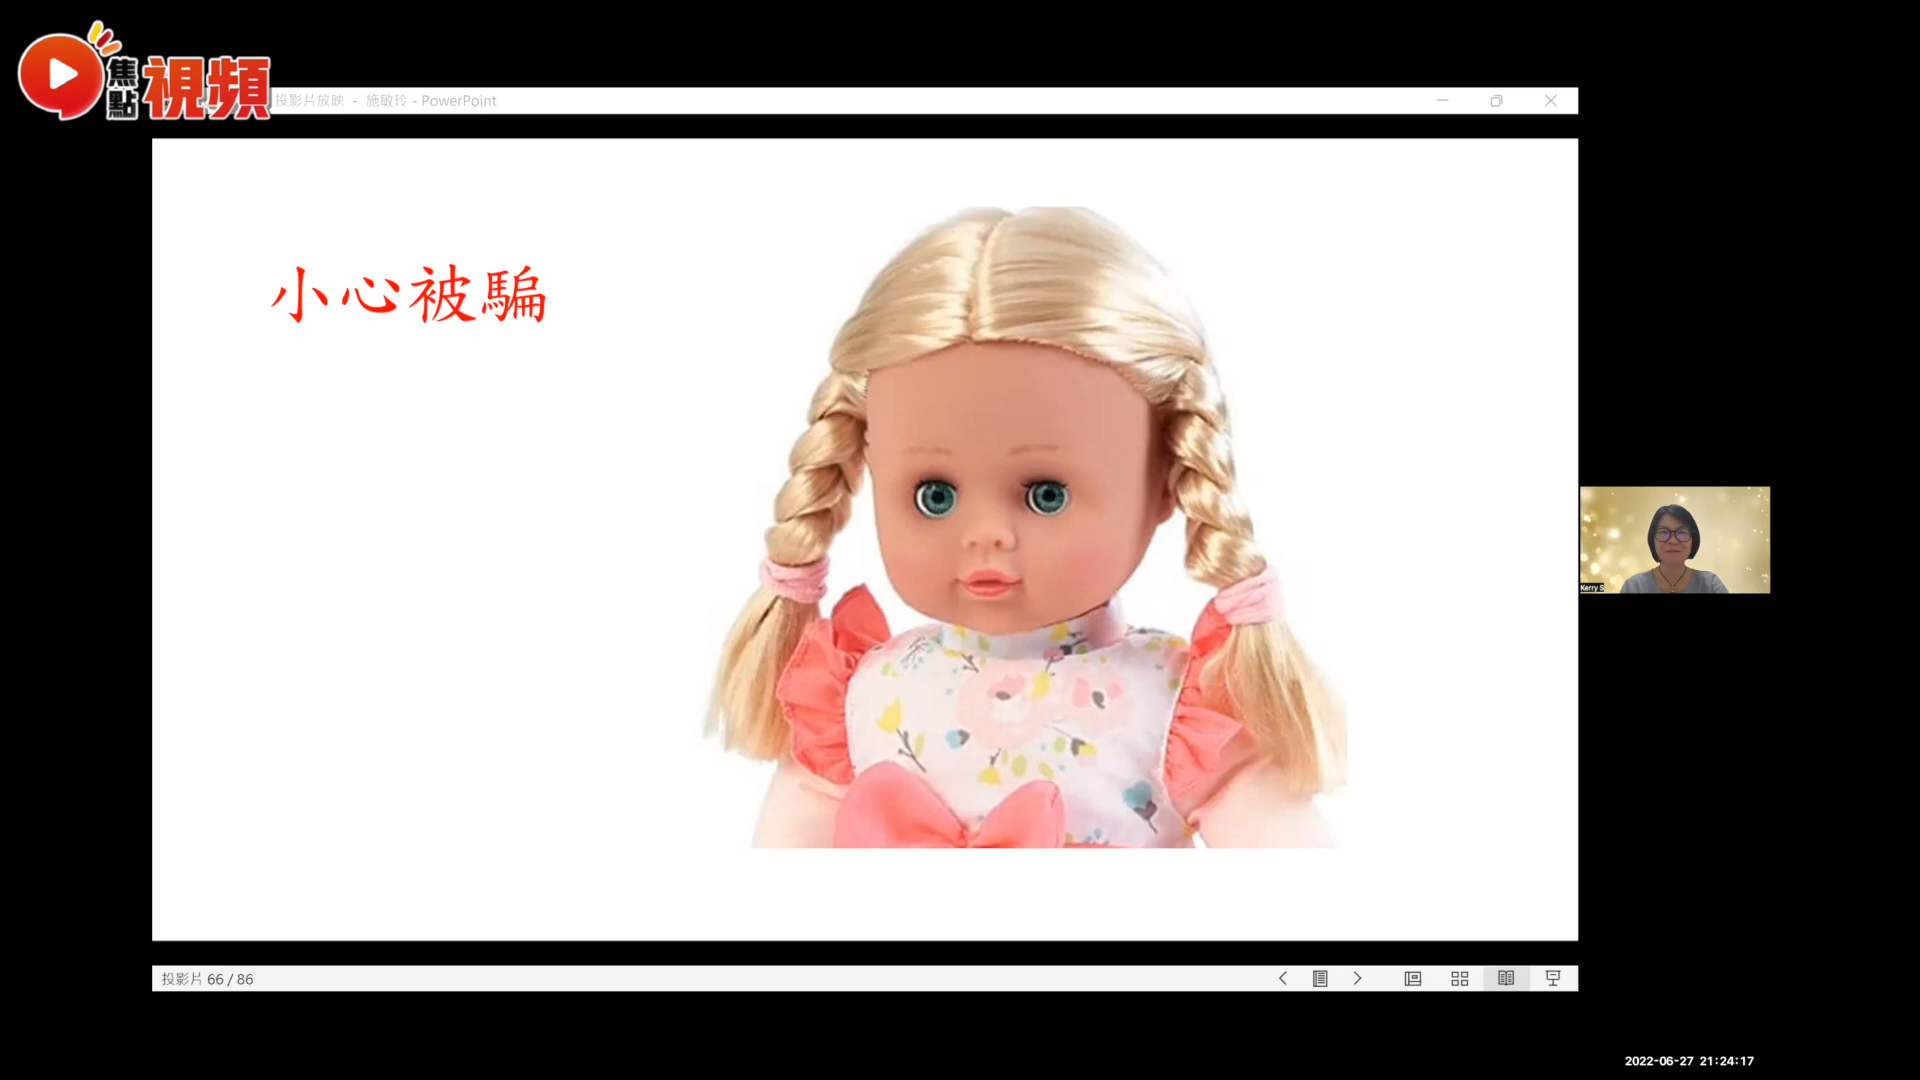 焦點視頻
投影片放映 - 施敏玲 - PowerPoint
小心被騙
Kerry S
投影片 66 / 86
2022-06-27 21:24:17